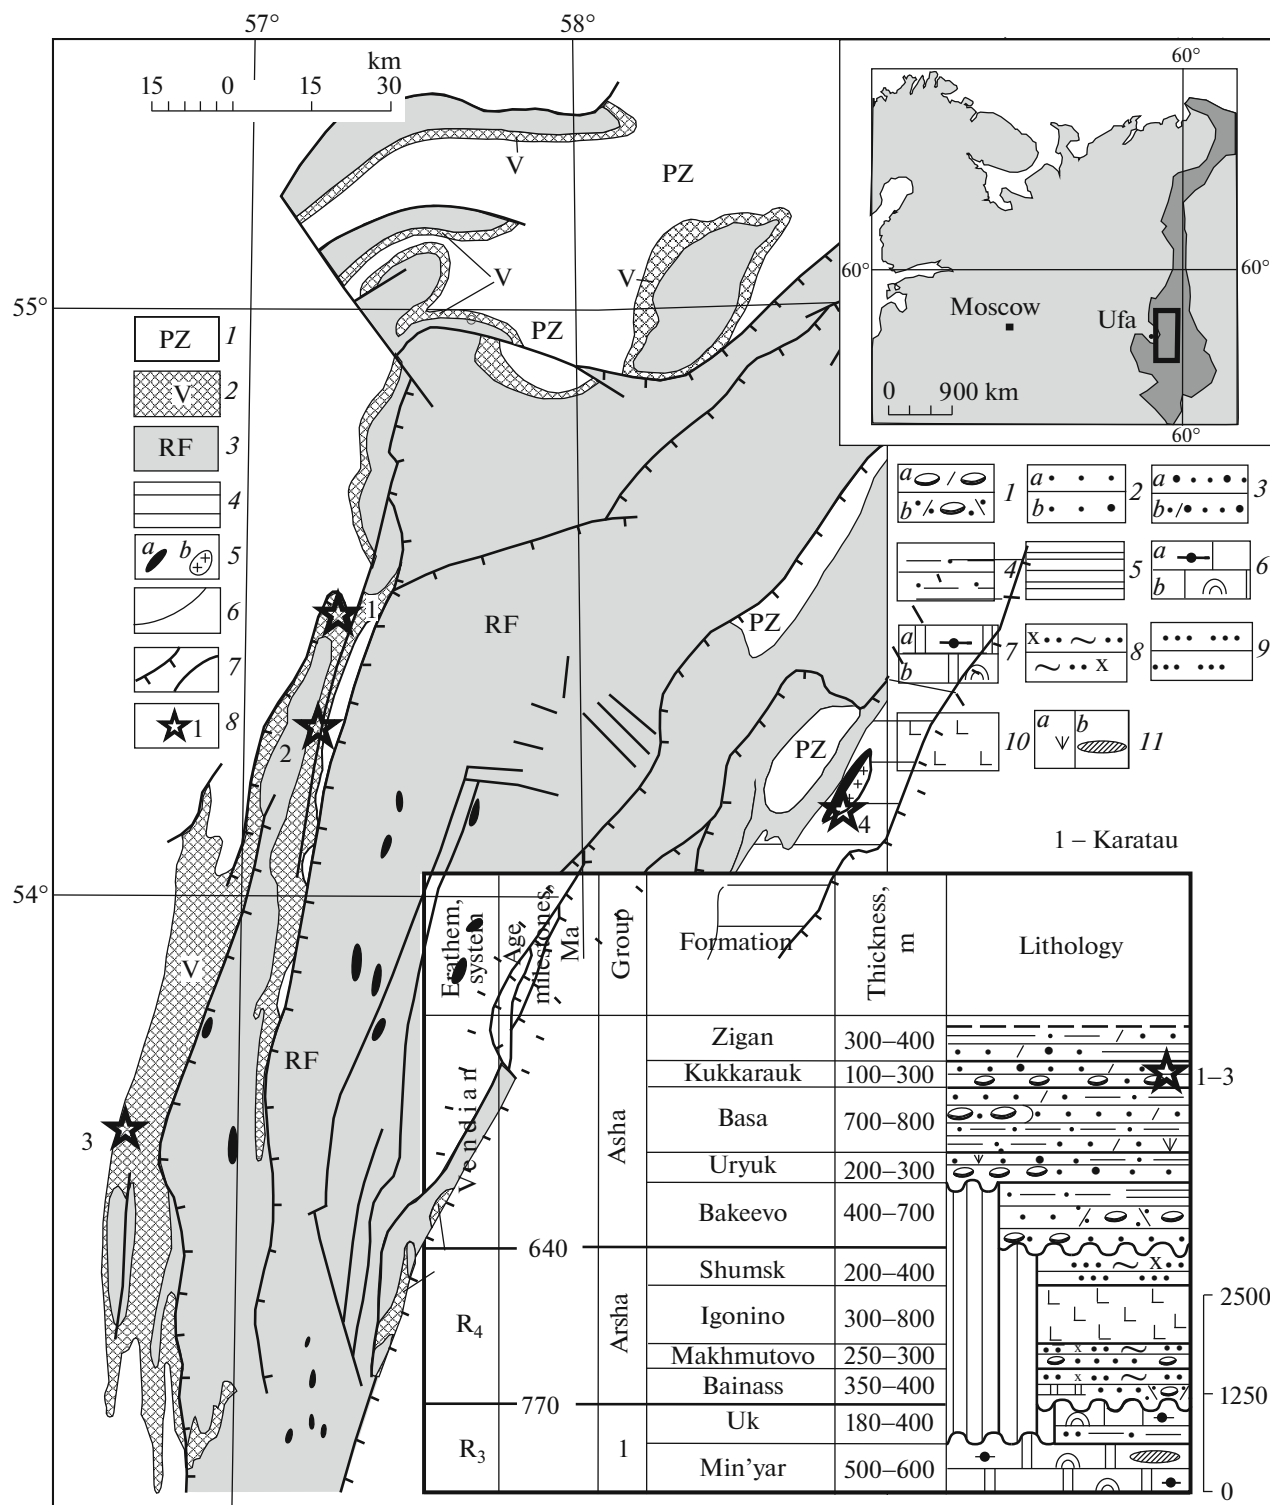 57°
58°
km
15
0
15
30
V
PZ
V
V
PZ
55°
PZ
1
V
2
RF
3
4
a
b
5
6
7
1
8
1
2
RF
PZ
PZ
4
54°
V
RF
3
60°
60°
60°
Moscow
Ufa
0
900 km
60°
a
b
1
a
b
2
a
b
3
4
5
a
b
6
a
b
7
x
x
8
9
10
a
b
11
1 – Karatau
Erathem, system
Age milestones, Ma
Group
Formation
Thickness, m
Lithology
Vendian
Asha
Zigan
300–400
Kukkarauk
100–300
1–3
Basa
700–800
Uryuk
200–300
Bakeevo
400–700
640
R4
Arsha
Shumsk
200–400
x
Igonino
300–800
2500
Makhmutovo
250–300
x
Bainass
350–400
x
1250
770
R3
1
Uk
180–400
Min'yar
500–600
0